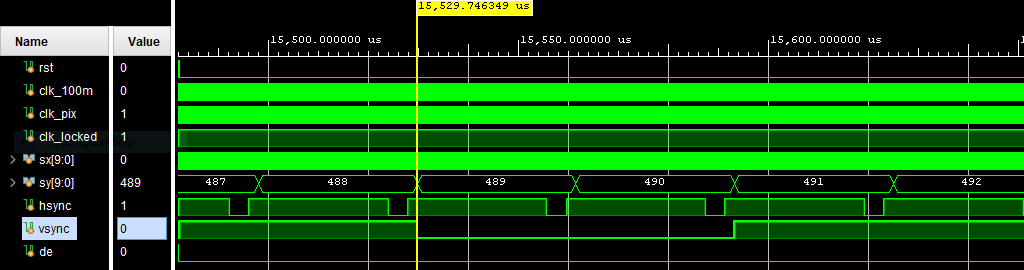 15,529.746349 us
Name Value 15,500.000000 us 15,550.000000 us 15,600.000000 us
rst 0
clk_100m 0
clk_pix 1
clk_locked 1
sx[9:0] 0
sy[9:0] 489 487 488 489 490 491 492
hsync 1
vsync 0
de 0